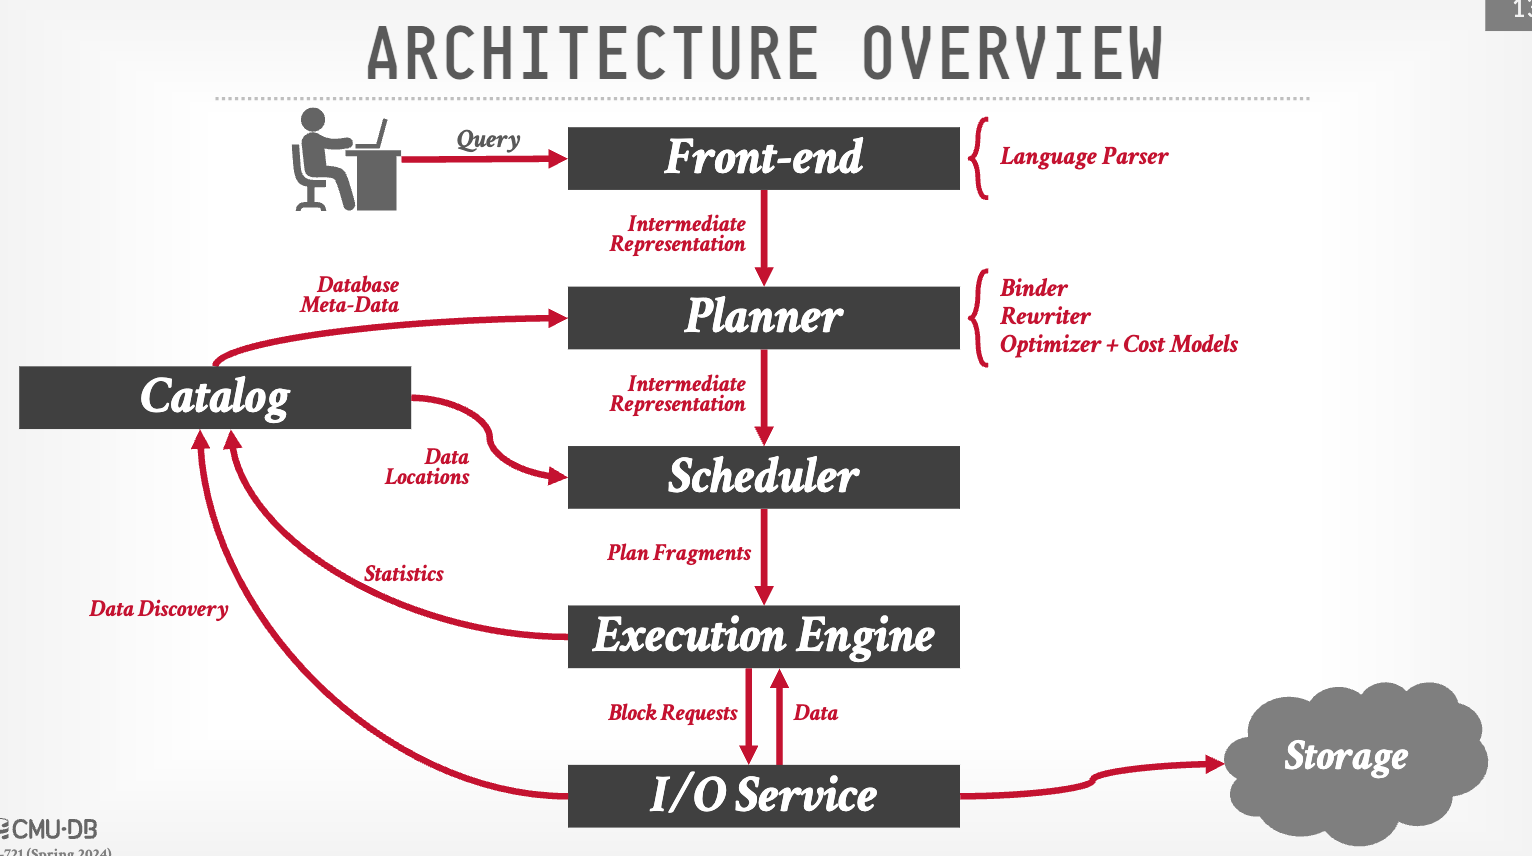 13
ARCHITECTURE OVERVIEW
Query
Front-end
Language Parser
Intermediate
Representation
Database
Meta-Data
Planner
Binder
Rewriter
Optimizer + Cost Models
Catalog
Intermediate
Representation
Data
Locations
Scheduler
Plan Fragments
Statistics
Data Discovery
Execution Engine
Block Requests
Data
Storage
I/O Service
CMU·DB
-721 (Spring 2024)